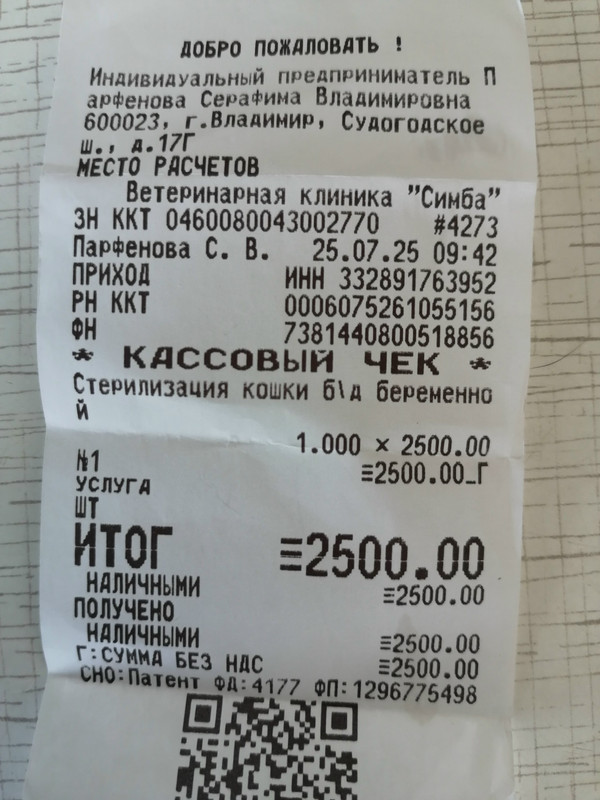 ДОБРО ПОЖАЛОВАТЬ !
Индивидуальный предприниматель П
арфенова Серафима Владимировна
600023, г.Владимир, Судогодское
ш., д.17Г
МЕСТО РАСЧЕТОВ
Ветеринарная клиника "Симба"
ЗН ККТ 0460080043002770 #4273
Парфенова С. В. 25.07.25 09:42
ПРИХОД ИНН 332891763952
РН ККТ 0006075261055156
ФН 7381440800518856
* КАССОВЫЙ ЧЕК *
Стерилизация кошки б\д беременно
й
1.000 × 2500.00
№1 ≡2500.00_Г
УСЛУГА
ШТ
ИТОГ ≡2500.00
НАЛИЧНЫМИ ≡2500.00
ПОЛУЧЕНО
НАЛИЧНЫМИ ≡2500.00
Г:СУММА БЕЗ НДС ≡2500.00
СНО:Патент ФД:4177 ФП:1296775498